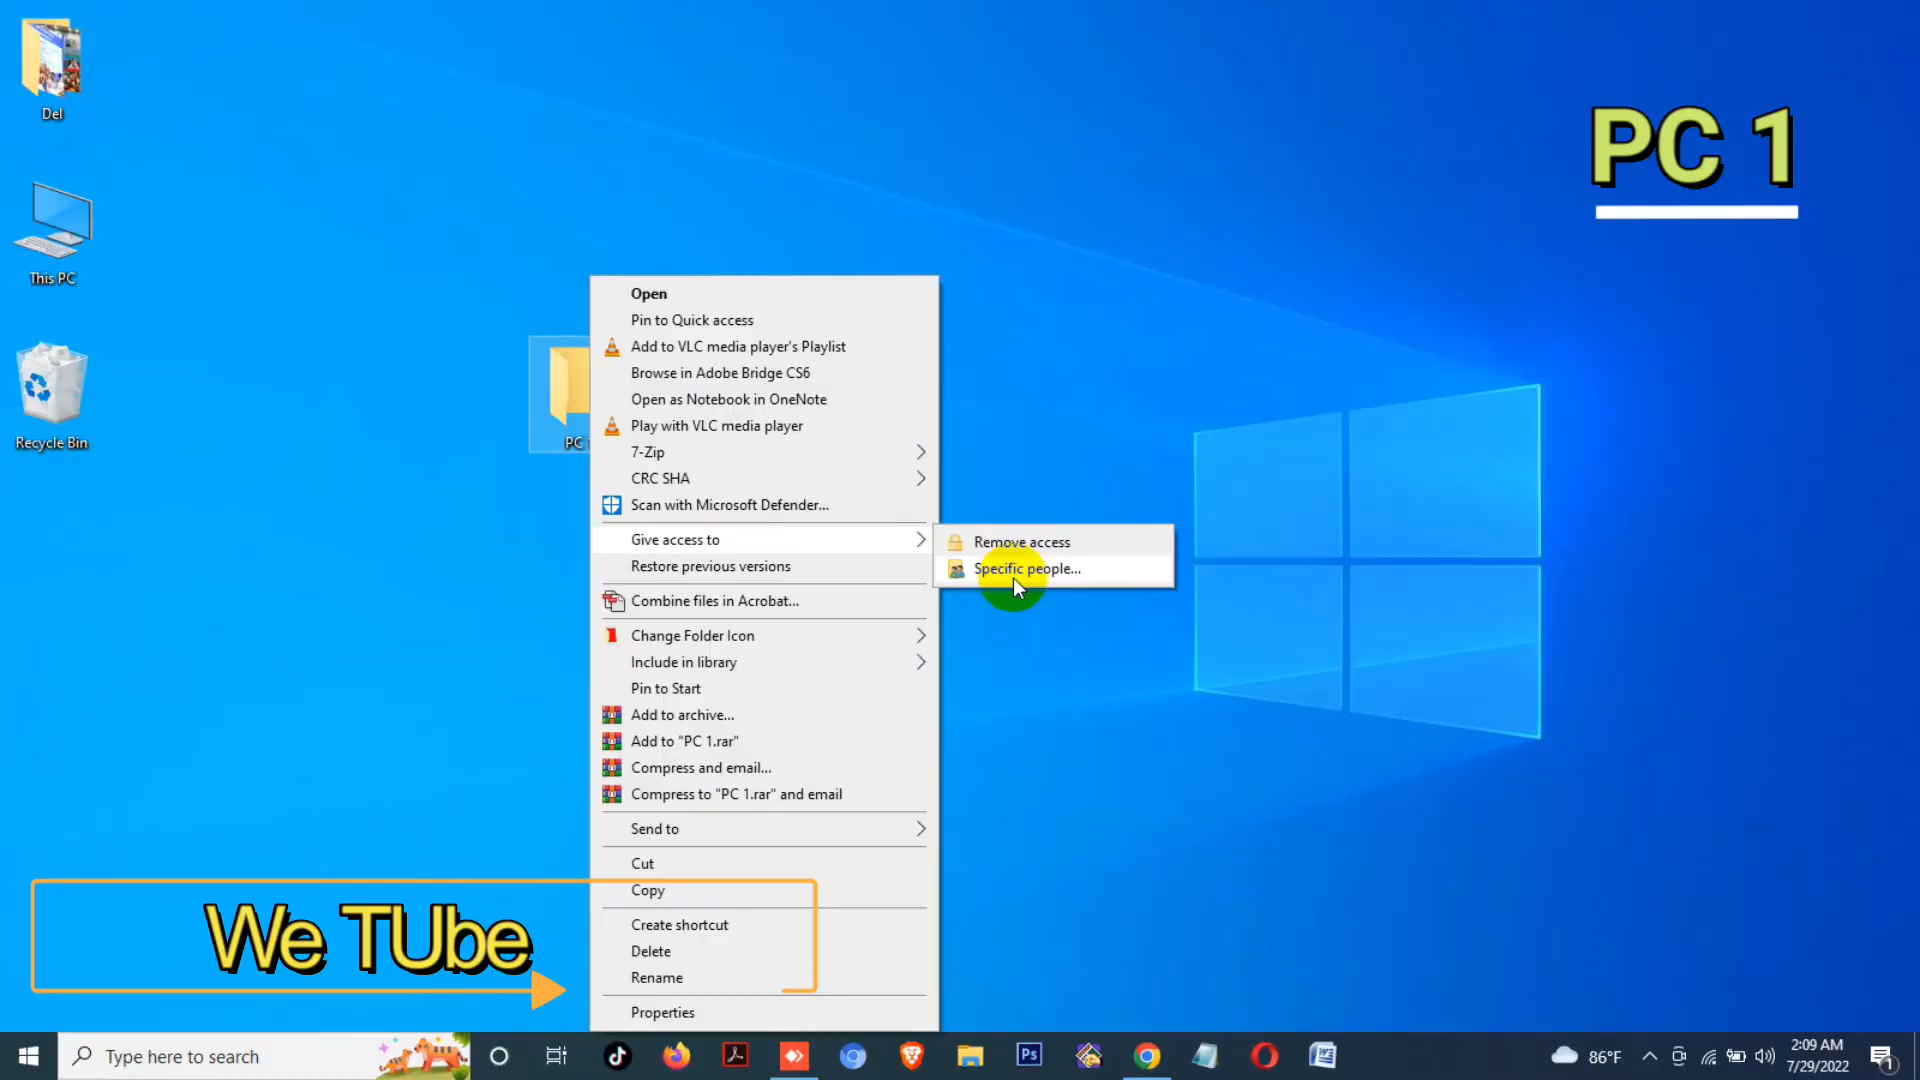 Del
This PC
Recycle Bin
PC 1
PC
Open
Pin to Quick access
Add to VLC media player's Playlist
Browse in Adobe Bridge CS6
Open as Notebook in OneNote
Play with VLC media player
7-Zip
CRC SHA
Scan with Microsoft Defender...
Give access to
Restore previous versions
Combine files in Acrobat...
Change Folder Icon
Include in library
Pin to Start
Add to archive...
Add to "PC 1.rar"
Compress and email...
Compress to "PC 1.rar" and email
Send to
Cut
Copy
Create shortcut
Delete
Rename
Properties
Remove access
Specific people...
We TUbe
Type here to search
Ps
86°F
2:09 AM
7/29/2022
1